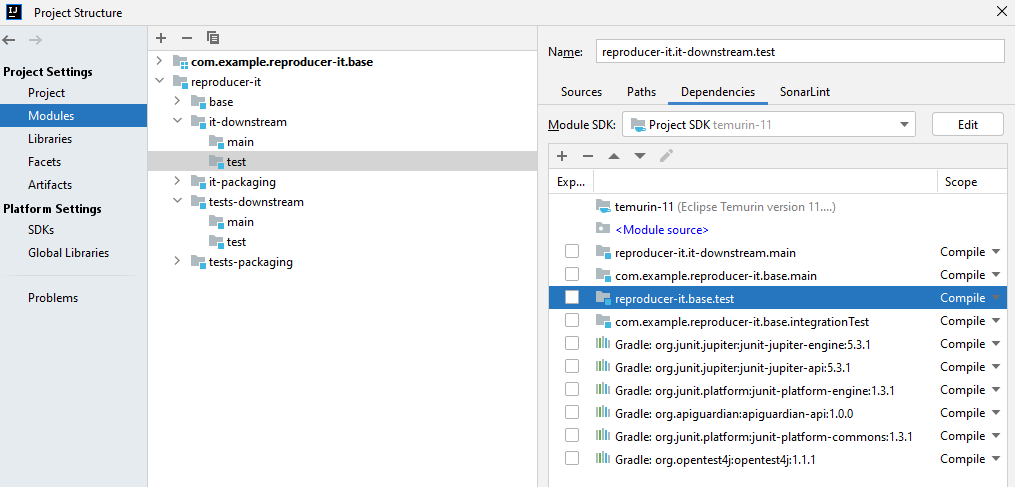 IJ Project Structure
Project Settings
Project
Modules
Libraries
Facets
Artifacts
Platform Settings
SDKs
Global Libraries
Problems
com.example.reproducer-it.base
reproducer-it
base
it-downstream
main
test
it-packaging
tests-downstream
main
test
tests-packaging
Name: reproducer-it.it-downstream.test
Sources Paths Dependencies SonarLint
Module SDK: Project SDK temurin-11 Edit
Exp... Scope
temurin-11 (Eclipse Temurin version 11....)
<Module source>
reproducer-it.it-downstream.main Compile
com.example.reproducer-it.base.main Compile
reproducer-it.base.test Compile
com.example.reproducer-it.base.integrationTest Compile
Gradle: org.junit.jupiter:junit-jupiter-engine:5.3.1 Compile
Gradle: org.junit.jupiter:junit-jupiter-api:5.3.1 Compile
Gradle: org.junit.platform:junit-platform-engine:1.3.1 Compile
Gradle: org.apiguardian:apiguardian-api:1.0.0 Compile
Gradle: org.junit.platform:junit-platform-commons:1.3.1 Compile
Gradle: org.opentest4j:opentest4j:1.1.1 Compile